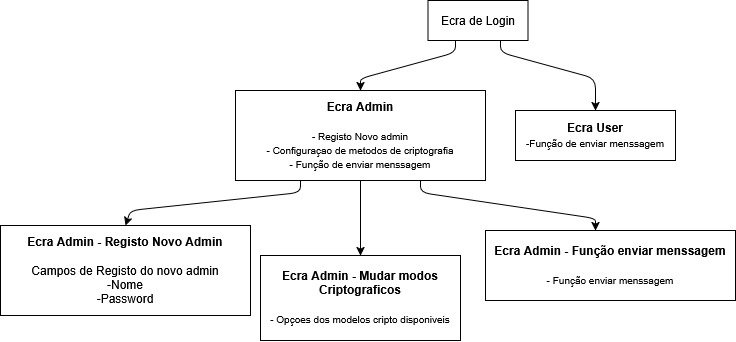 Ecra de Login
Ecra Admin
- Registo Novo admin
- Configuraçao de metodos de criptografia
- Função de enviar menssagem
Ecra User
-Função de enviar menssagem
Ecra Admin - Registo Novo Admin
Campos de Registo do novo admin
-Nome
-Password
Ecra Admin - Mudar modos
Criptograficos
- Opçoes dos modelos cripto disponiveis
Ecra Admin - Função enviar menssagem
- Função enviar menssagem